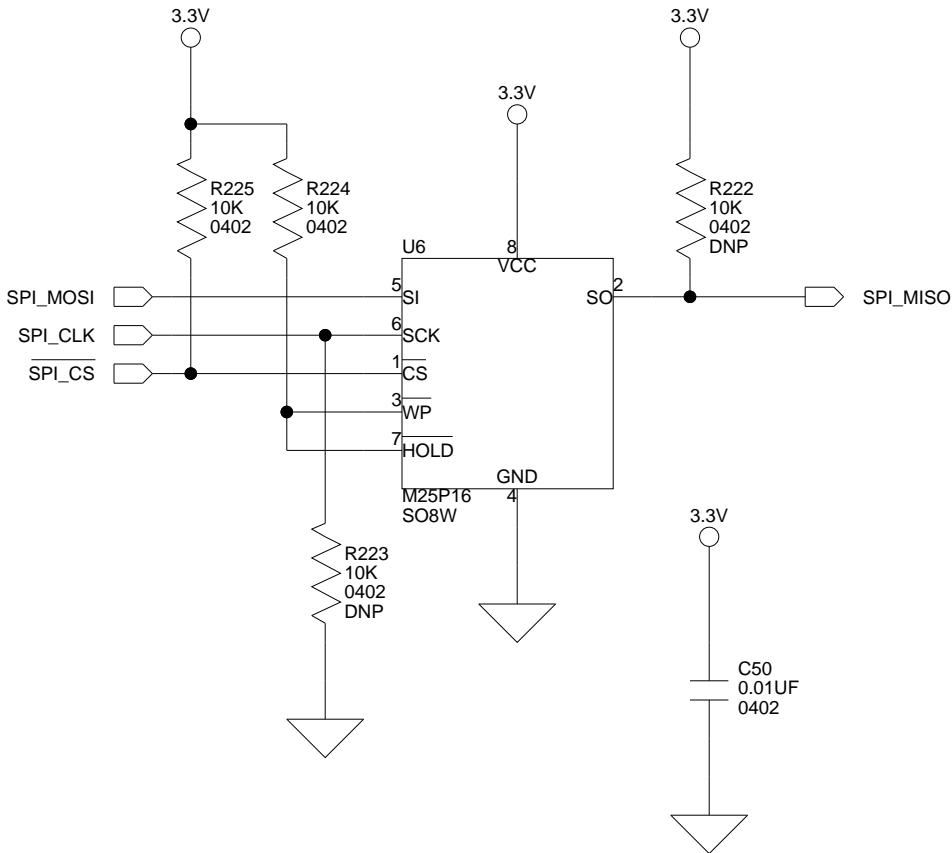 3.3V
3.3V
3.3V
R225
10K
0402
R224
10K
0402
R222
10K
0402
DNP
U6
8
VCC
SPI_MOSI
5
SI
SO
2
SPI_MISO
SPI_CLK
6
SCK
SPI_CS
1
CS
3
WP
7
HOLD
GND
4
M25P16
SO8W
R223
10K
0402
DNP
3.3V
C50
0.01UF
0402